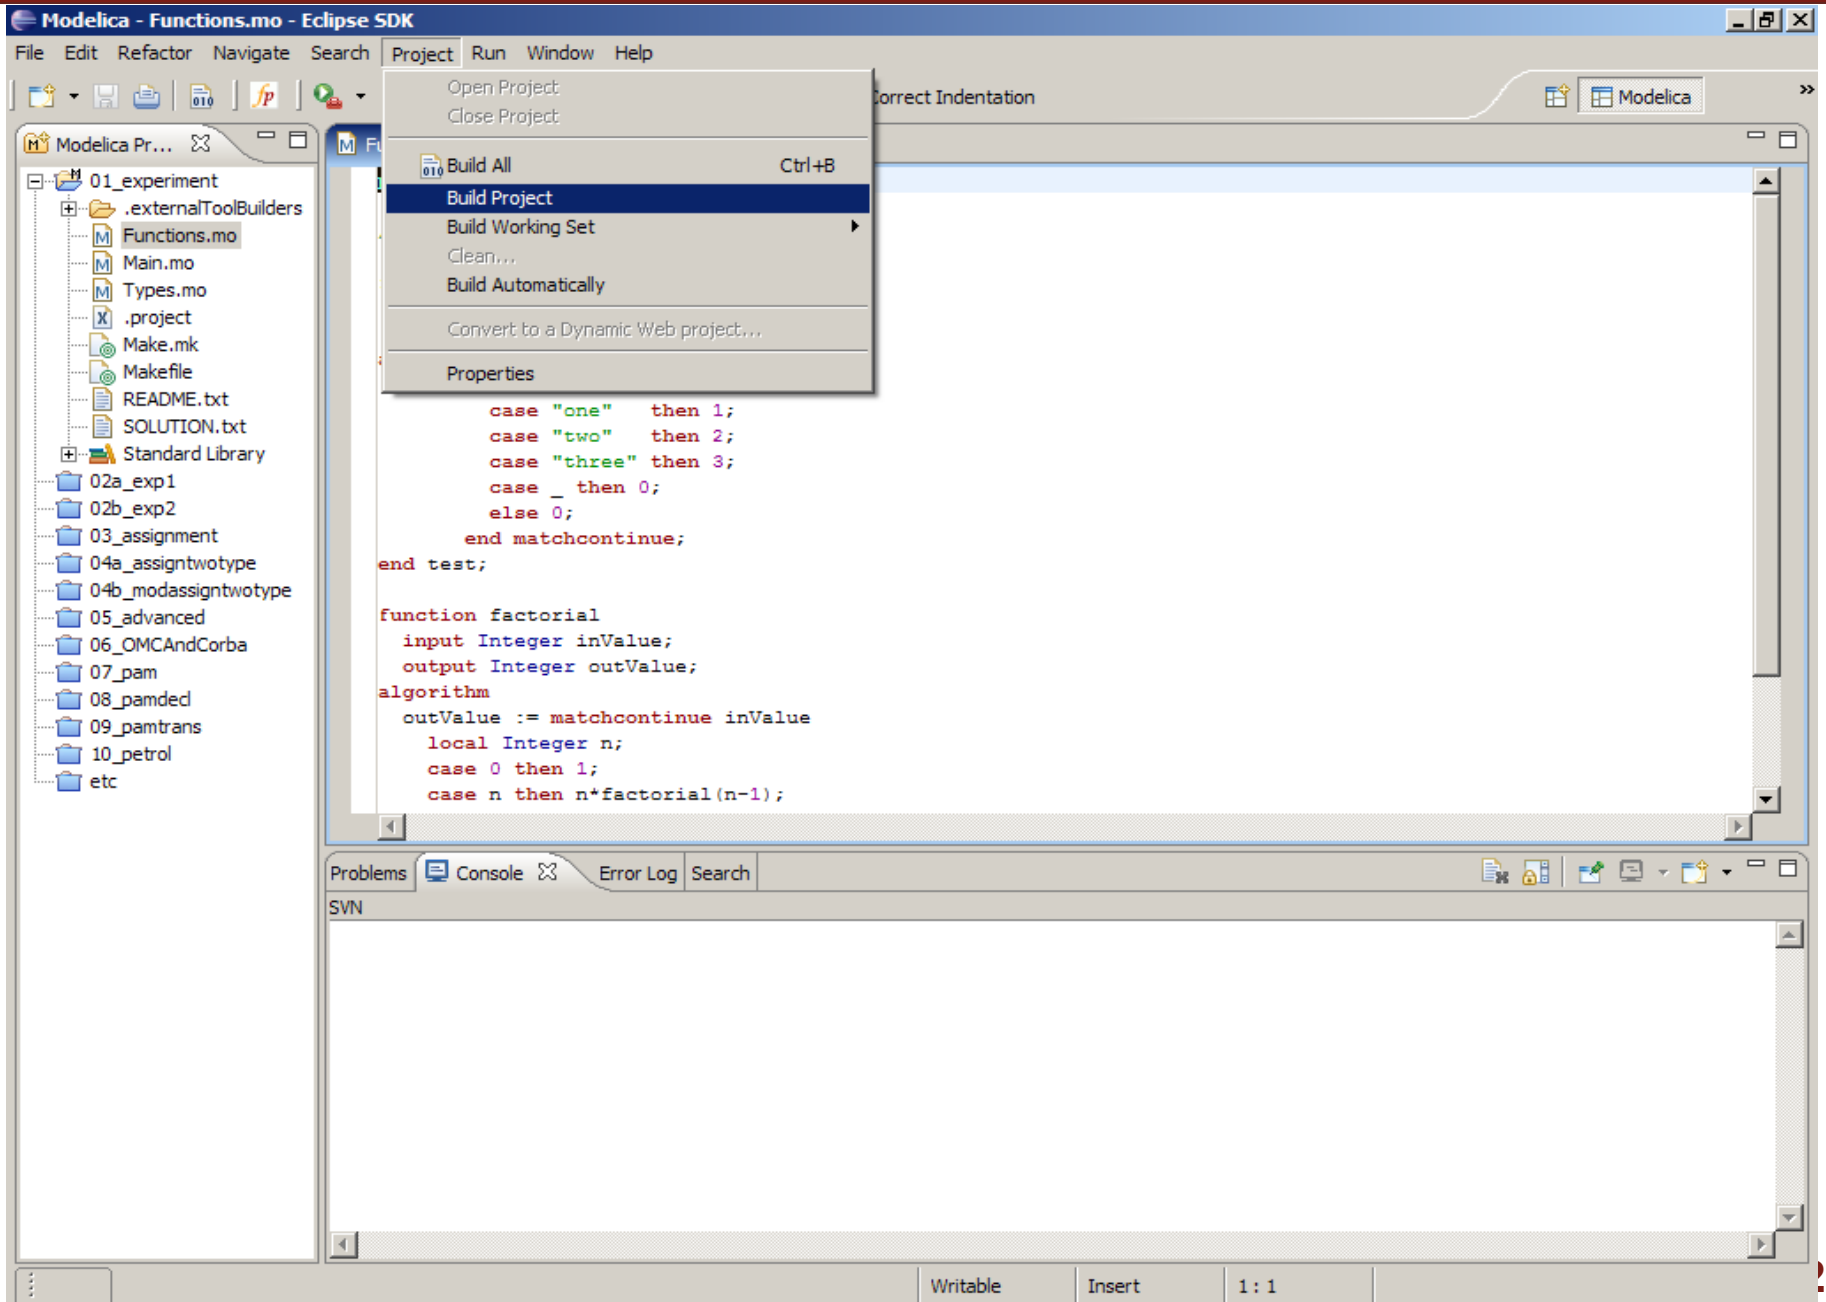 Modelica - Functions.mo - Eclipse SDK
File Edit Refactor Navigate Search Project Run Window Help
Correct Indentation
Modelica
Open Project
Close Project
Build All Ctrl+B
Build Project
Build Working Set
Clean...
Build Automatically
Convert to a Dynamic Web project...
Properties
Modelica Pr...
01_experiment
.externalToolBuilders
Functions.mo
Main.mo
Types.mo
.project
Make.mk
Makefile
README.txt
SOLUTION.txt
Standard Library
02a_exp1
02b_exp2
03_assignment
04a_assigntwotype
04b_modassigntwotype
05_advanced
06_OMCAndCorba
07_pam
08_pamdecl
09_pamtrans
10_petrol
etc
case "one" then 1;
case "two" then 2;
case "three" then 3;
case _ then 0;
else 0;
end matchcontinue;
end test;
function factorial
input Integer inValue;
output Integer outValue;
algorithm
outValue := matchcontinue inValue
local Integer n;
case 0 then 1;
case n then n*factorial(n-1);
Problems Console Error Log Search
SVN
Writable Insert 1 : 1